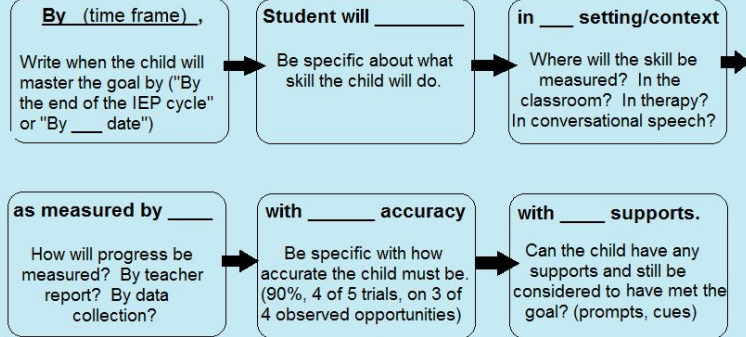 By (time frame) ,
Write when the child will
master the goal by ("By
the end of the IEP cycle"
or "By ___ date")
Student will ________
Be specific about what
skill the child will do.
in ___ setting/context
Where will the skill be
measured? In the
classroom? In therapy?
In conversational speech?
as measured by ____
How will progress be
measured? By teacher
report? By data
collection?
with ______ accuracy
Be specific with how
accurate the child must be.
(90%, 4 of 5 trials, on 3 of
4 observed opportunities)
with ____ supports.
Can the child have any
supports and still be
considered to have met the
goal? (prompts, cues)